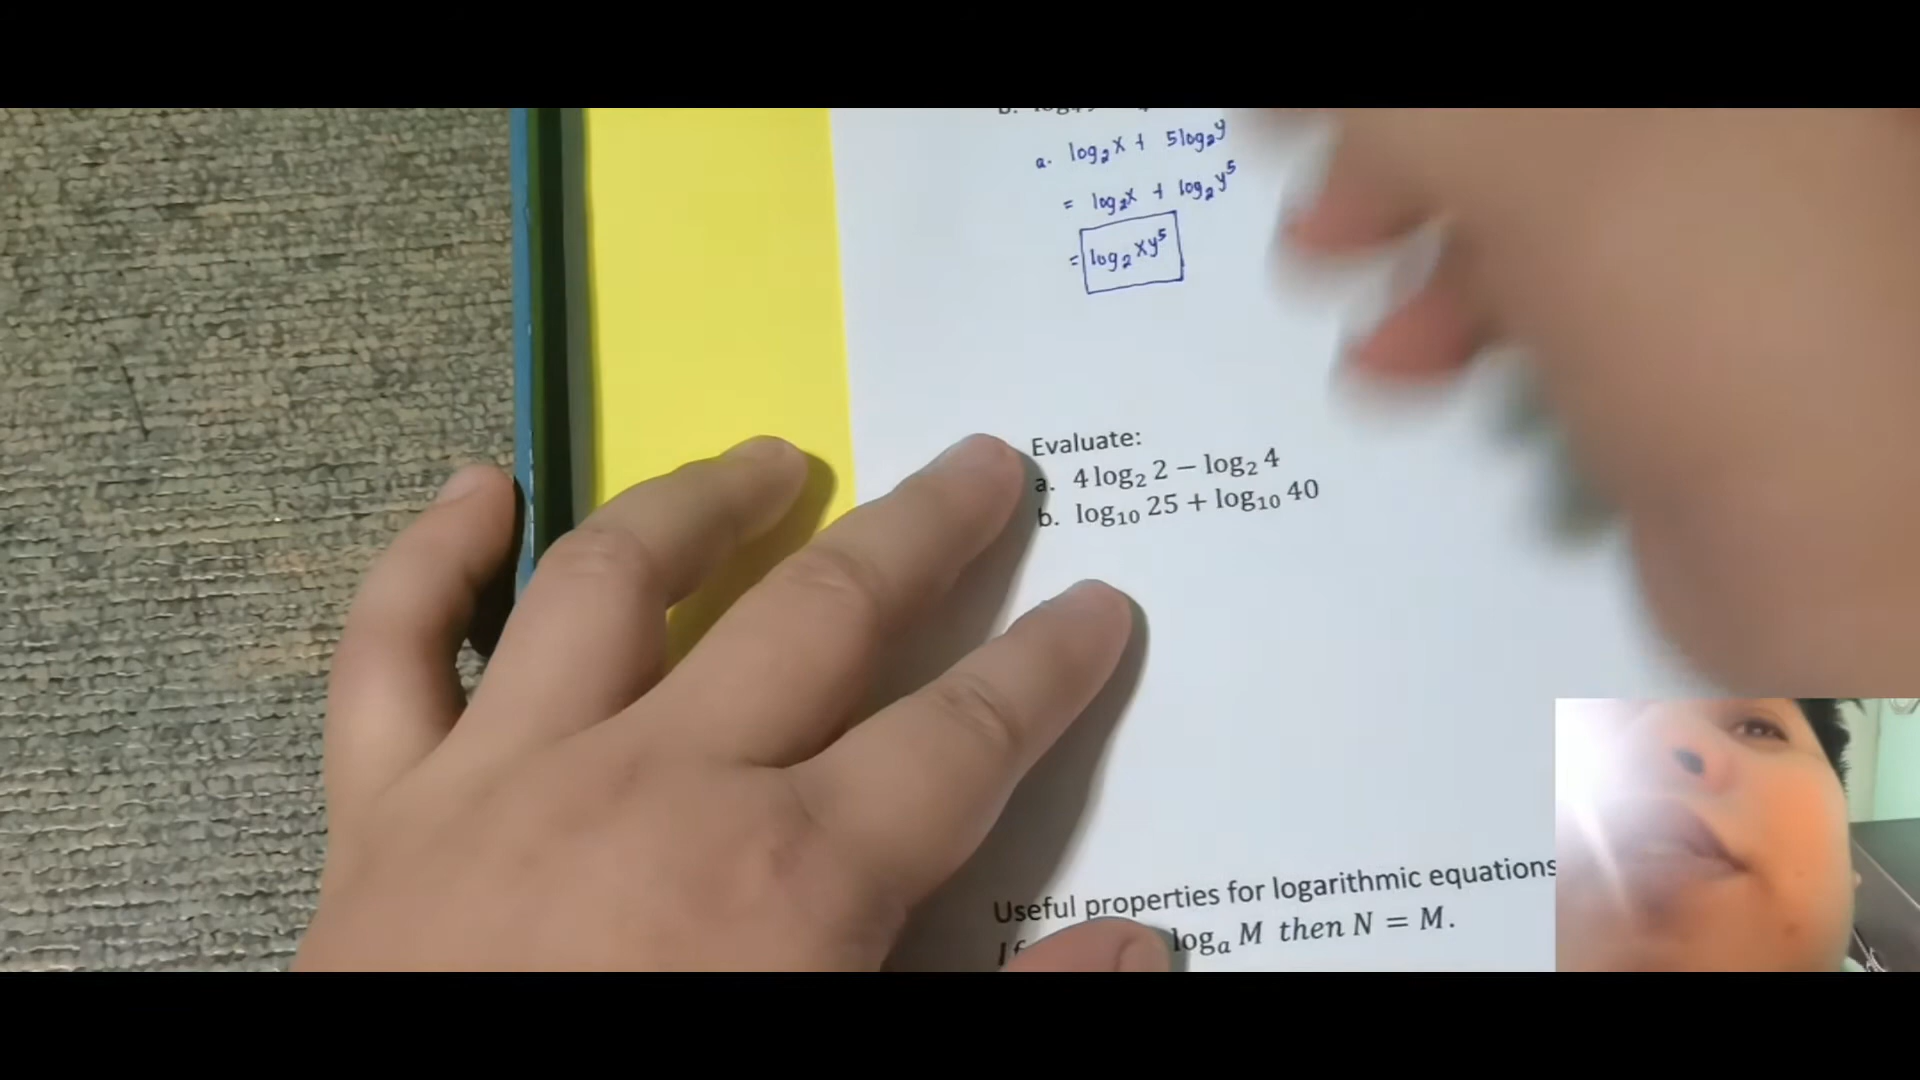 a. log₂x + 5log₂y
= log₂x + log₂y⁵
= log₂xy⁵
Evaluate:
a. 4 log₂ 2 − log₂ 4
b. log₁₀ 25 + log₁₀ 40
Useful properties for logarithmic equations
If logₐ M then N = M.